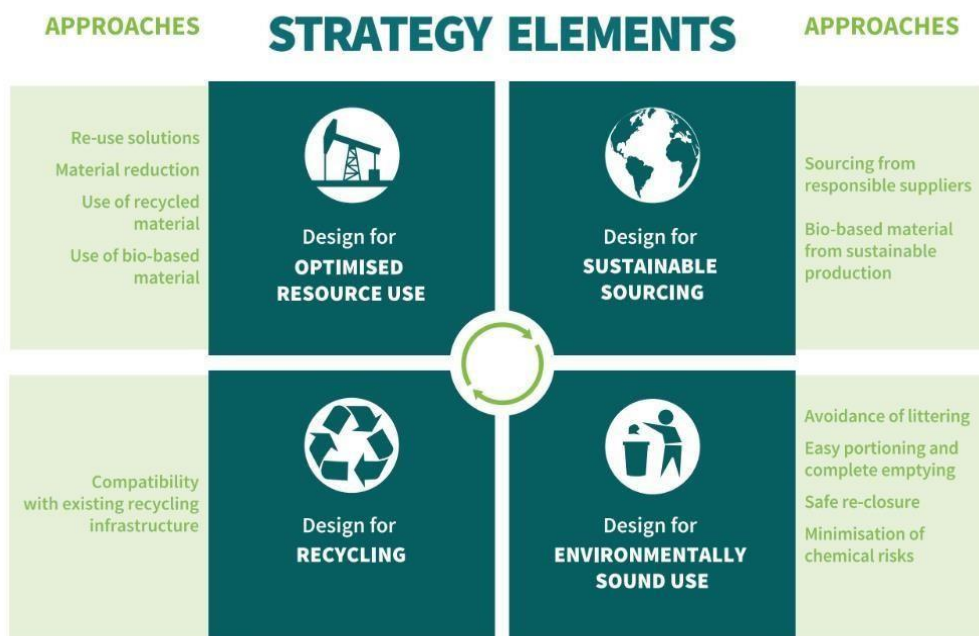 APPROACHES
STRATEGY ELEMENTS
APPROACHES
Re-use solutions
Material reduction
Use of recycled
material
Use of bio-based
material
Design for
OPTIMISED
RESOURCE USE
Design for
SUSTAINABLE
SOURCING
Sourcing from
responsible suppliers
Bio-based material
from sustainable
production
Compatibility
with existing recycling
infrastructure
Design for
RECYCLING
Design for
ENVIRONMENTALLY
SOUND USE
Avoidance of littering
Easy portioning and
complete emptying
Safe re-closure
Minimisation of
chemical risks